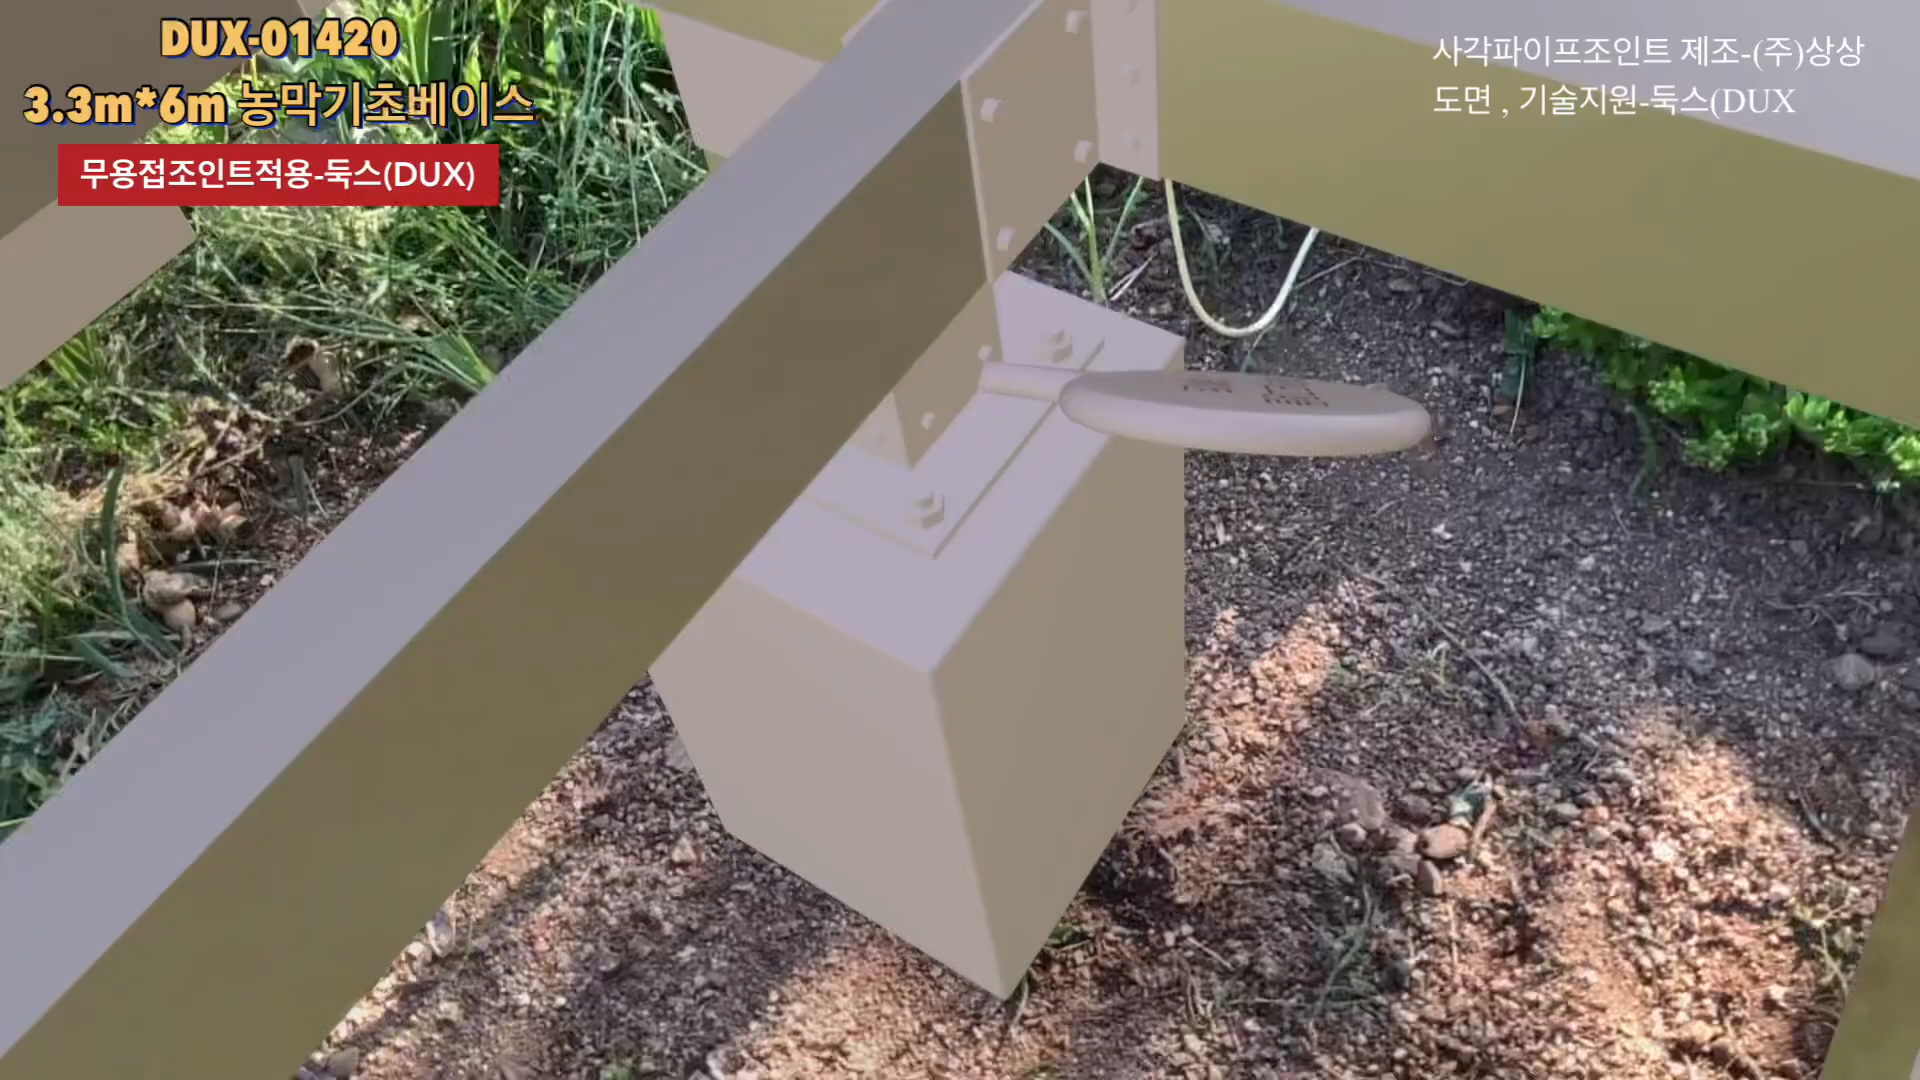 DUX-01420
3.3m*6m 농막기초베이스
무용접조인트적용-둑스(DUX)
사각파이프조인트 제조-(주)상상
도면 , 기술지원-둑스(DUX